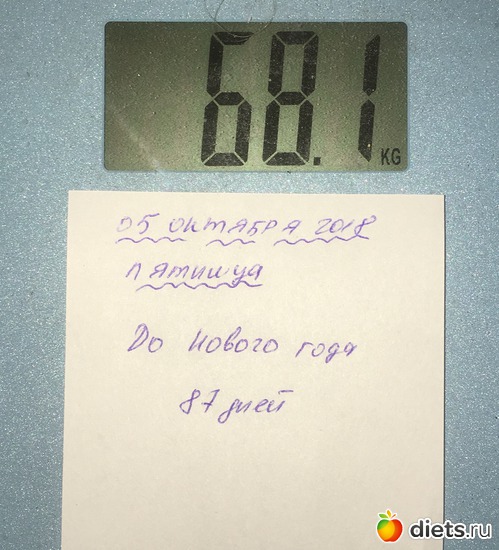 68.1 KG
05 октября 2018
пятница
До Нового года
87 дней
diets.ru